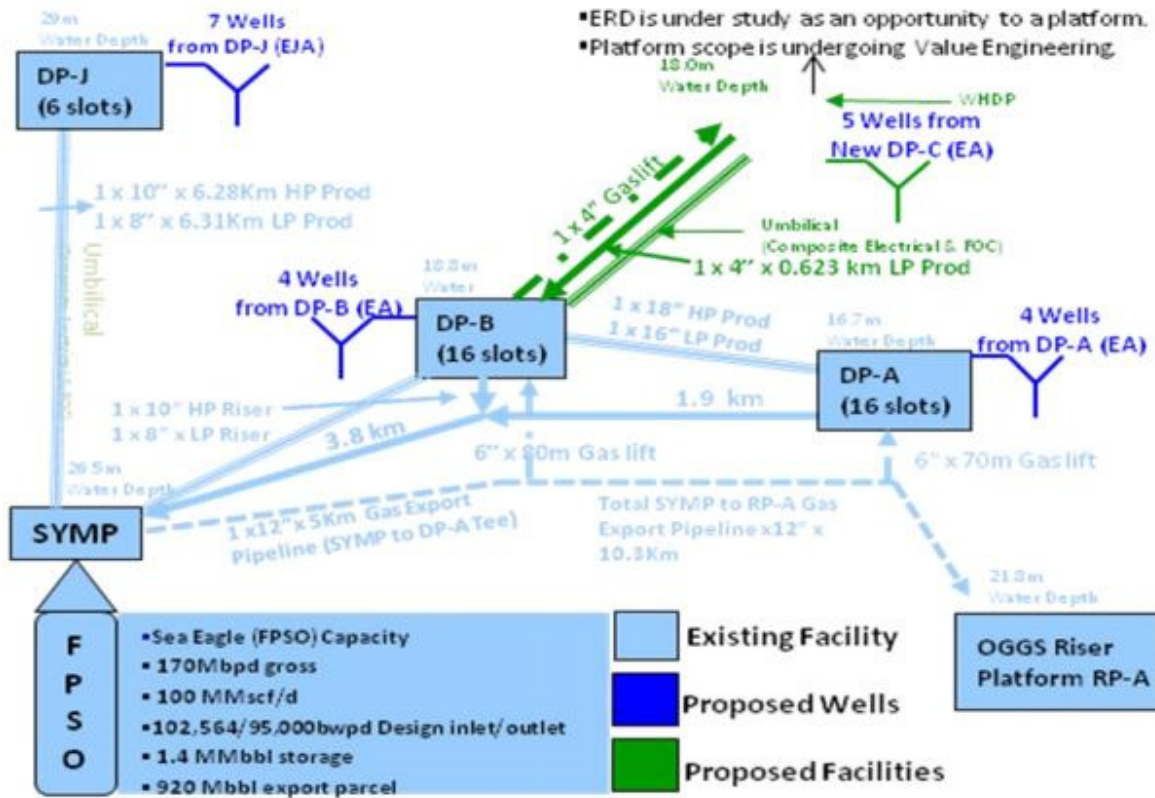 29m
Water Depth
7 Wells
from DP-J (EJA)
DP-J
(6 slots)
▪ERD is under study as an opportunity to a platform.
▪Platform scope is undergoing Value Engineering
18.0m
Water Depth
WHDP
5 Wells from
New DP-C (EA)
1 x 10" x 6.28Km HP Prod
1 x 8" x 6.31Km LP Prod
Umbilical
1 x 4" Gaslift
Umbilical
(Composite Electrical & FOC)
1 x 4" x 0.623 km LP Prod
4 Wells
from DP-B (EA)
18.8m
Water
DP-B
(16 slots)
1 x 18" HP Prod
1 x 16" LP Prod
16.7m
Water Depth
4 Wells
from DP-A (EA)
DP-A
(16 slots)
1 x 10" HP Riser
1 x 8" x LP Riser
3.8 km
1.9 km
6" x 80m Gas lift
6" x 70m Gas lift
26.5m
Water Depth
SYMP
1 x12" x 5Km Gas Export
Pipeline (SYMP to DP-A Tee)
Total SYMP to RP-A Gas
Export Pipeline x12" x
10.3Km
21.8m
Water Depth
OGGS Riser
Platform RP-A
F
P
S
O
▪Sea Eagle (FPSO) Capacity
▪ 170Mbpd gross
▪ 100 MMscf/d
▪102,564/95,000bwpd Design inlet/outlet
▪ 1.4 MMbbl storage
▪ 920 Mbbl export parcel
Existing Facility
Proposed Wells
Proposed Facilities